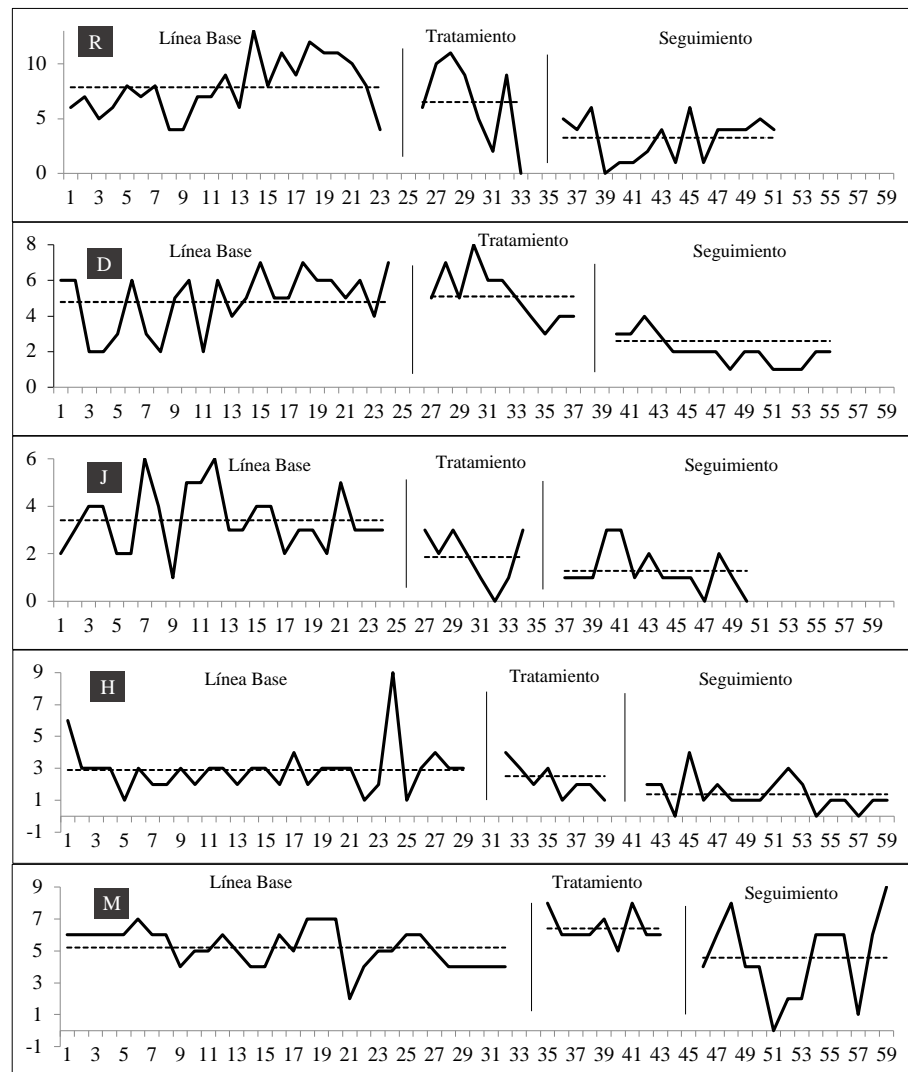 R Línea Base Tratamiento Seguimiento
10
5
0
1 3 5 7 9 11 13 15 17 19 21 23 25 27 29 31 33 35 37 39 41 43 45 47 49 51 53 55 57 59
D Línea Base Tratamiento Seguimiento
8
6
4
2
0
1 3 5 7 9 11 13 15 17 19 21 23 25 27 29 31 33 35 37 39 41 43 45 47 49 51 53 55 57 59
J Línea Base Tratamiento Seguimiento
6
4
2
0
1 3 5 7 9 11 13 15 17 19 21 23 25 27 29 31 33 35 37 39 41 43 45 47 49 51 53 55 57 59
H Línea Base Tratamiento Seguimiento
9
7
5
3
1
-1
1 3 5 7 9 11 13 15 17 19 21 23 25 27 29 31 33 35 37 39 41 43 45 47 49 51 53 55 57 59
M Línea Base Tratamiento Seguimiento
9
7
5
3
1
-1
1 3 5 7 9 11 13 15 17 19 21 23 25 27 29 31 33 35 37 39 41 43 45 47 49 51 53 55 57 59